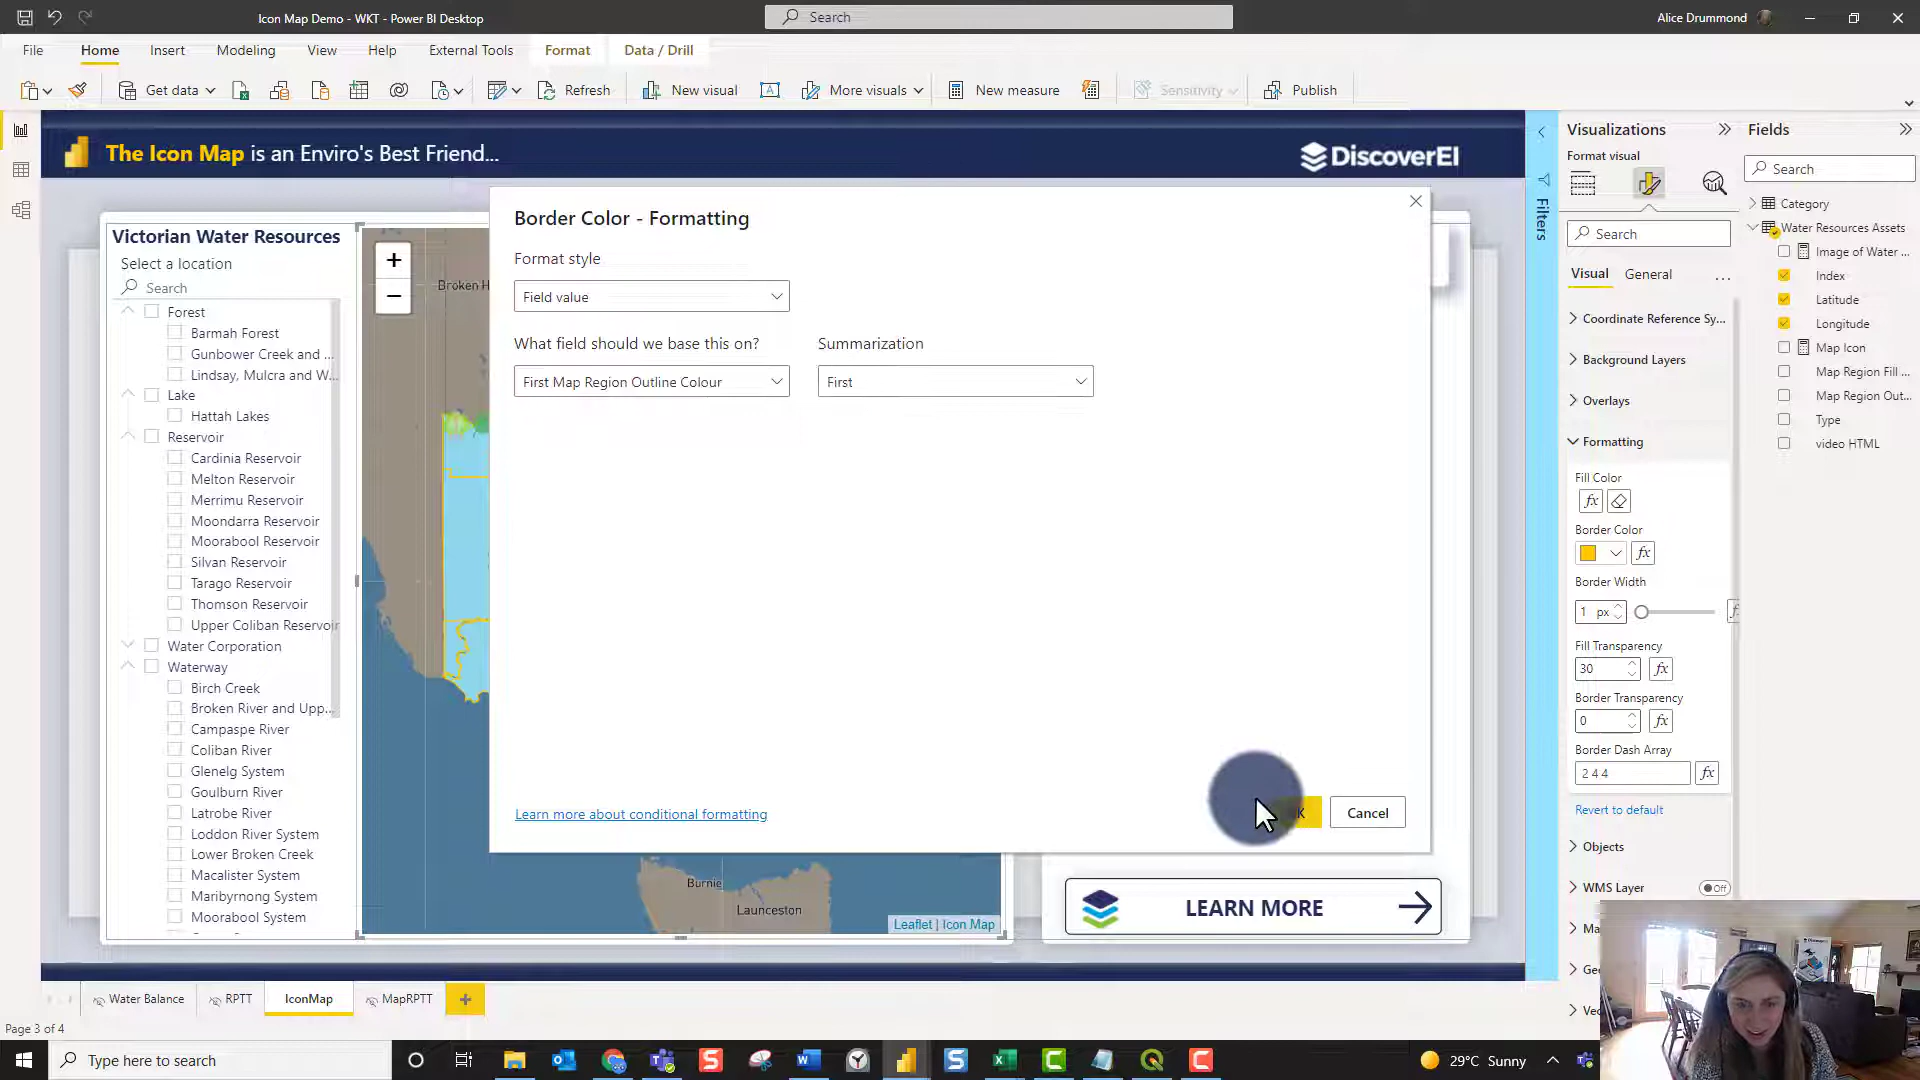 Icon Map Demo - WKT - Power BI Desktop
Search
Alice Drummond
File
Home
Insert
Modeling
View
Help
External Tools
Format
Data / Drill
Get data
Refresh
New visual
More visuals
New measure
Sensitivity
Publish
The Icon Map is an Enviro's Best Friend...
DiscoverEI
Victorian Water Resources
Select a location
Search
Forest
Barmah Forest
Gunbower Creek and ...
Lindsay, Mulcra and W...
Lake
Hattah Lakes
Reservoir
Cardinia Reservoir
Melton Reservoir
Merrimu Reservoir
Moondarra Reservoir
Moorabool Reservoir
Silvan Reservoir
Tarago Reservoir
Thomson Reservoir
Upper Coliban Reservoir
Water Corporation
Waterway
Birch Creek
Broken River and Upp...
Campaspe River
Coliban River
Glenelg System
Goulburn River
Latrobe River
Loddon River System
Lower Broken Creek
Macalister System
Maribyrnong System
Moorabool System
+
−
Broken H
Burnie
Launceston
Leaflet | Icon Map
Border Color - Formatting
Format style
Field value
What field should we base this on?
Summarization
First Map Region Outline Colour
First
Learn more about conditional formatting
Cancel
LEARN MORE
Filters
Visualizations
Format visual
Search
Visual
General
...
Coordinate Reference Sy...
Background Layers
Overlays
Formatting
Fill Color
fx
Border Color
fx
Border Width
1 px
Fill Transparency
30
fx
Border Transparency
0
fx
Border Dash Array
2 4 4
fx
Revert to default
Objects
WMS Layer
Off
Fields
Search
Category
Water Resources Assets
Image of Water ...
Index
Latitude
Longitude
Map Icon
Map Region Fill ...
Map Region Out...
Type
video HTML
Water Balance
RPTT
IconMap
MapRPTT
+
Page 3 of 4
Type here to search
29°C Sunny